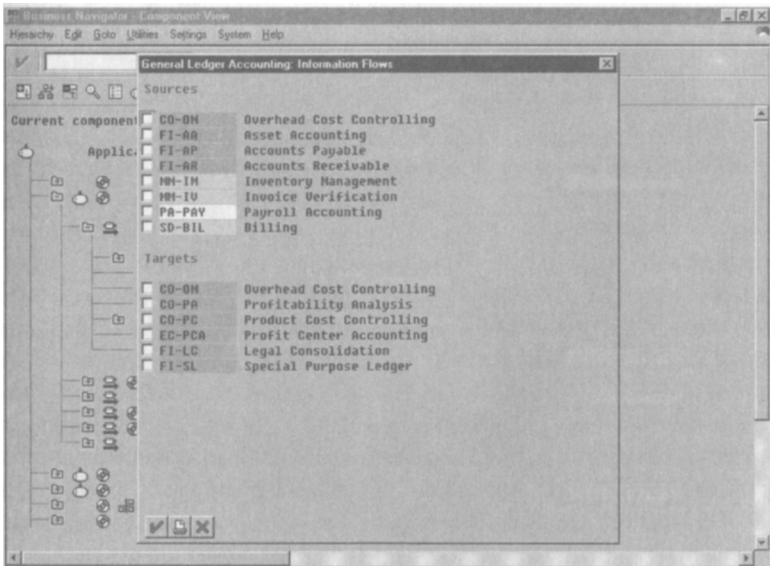 Business Navigator - Component View
Hierarchy Edit Goto Utilities Settings System Help
General Ledger Accounting: Information Flows
Sources
Current component
Applic
CO-OM Overhead Cost Controlling
FI-AA Asset Accounting
FI-AP Accounts Payable
FI-AR Accounts Receivable
MM-IM Inventory Management
MM-IV Invoice Verification
PA-PAY Payroll Accounting
SD-BIL Billing
Targets
CO-OM Overhead Cost Controlling
CO-PA Profitability Analysis
CO-PC Product Cost Controlling
EC-PCA Profit Center Accounting
FI-LC Legal Consolidation
FI-SL Special Purpose Ledger